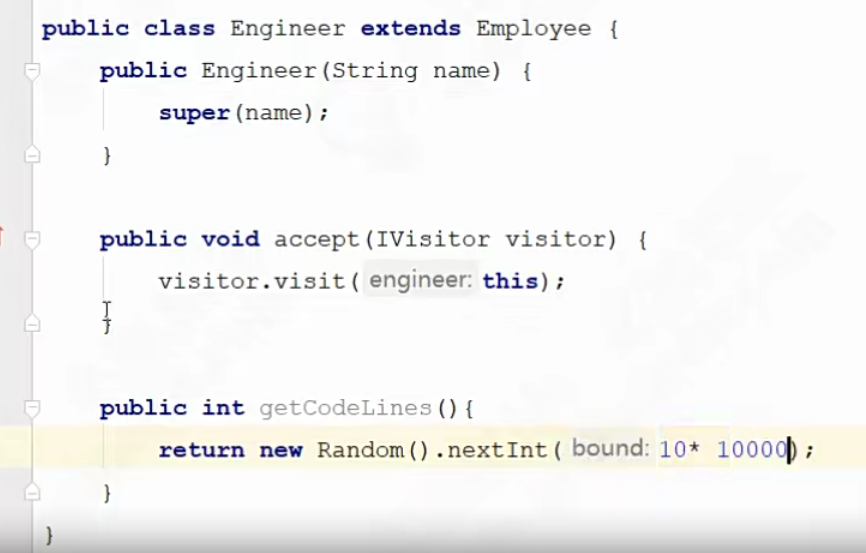 public class Engineer extends Employee {
public Engineer(String name) {
super(name);
}
public void accept(IVisitor visitor) {
visitor.visit( engineer: this);
}
public int getCodeLines(){
return new Random().nextInt( bound: 10* 10000);
}
}